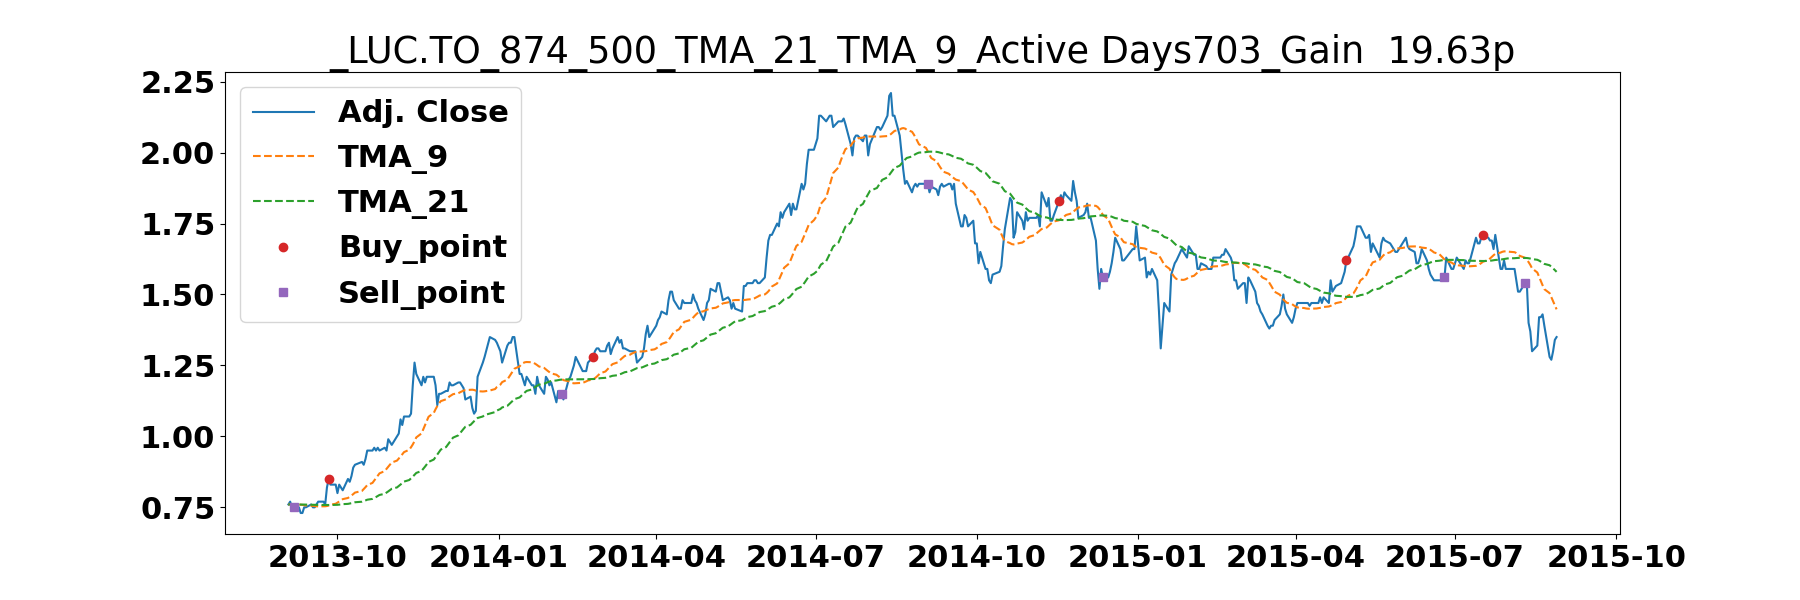 _LUC.TO_874_500_TMA_21_TMA_9_Active Days703_Gain  19.63p
2.25
2.00
1.75
1.50
1.25
1.00
0.75
Adj. Close
TMA_9
TMA_21
Buy_point
Sell_point
2013-10 2014-01 2014-04 2014-07 2014-10 2015-01 2015-04 2015-07 2015-10